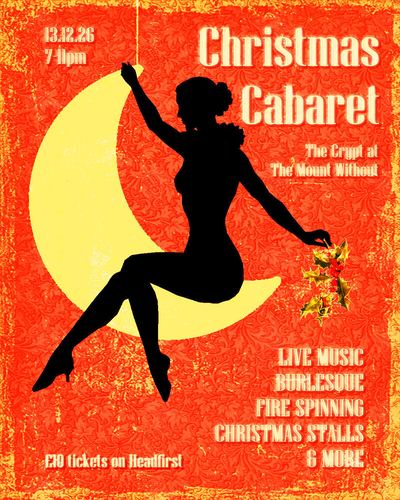 13.12.26
7-11pm
Christmas
Cabaret
The Crypt at
The Mount Without
LIVE MUSIC
BURLESQUE
FIRE SPINNING
CHRISTMAS STALLS
& MORE
£10 tickets on Headfirst